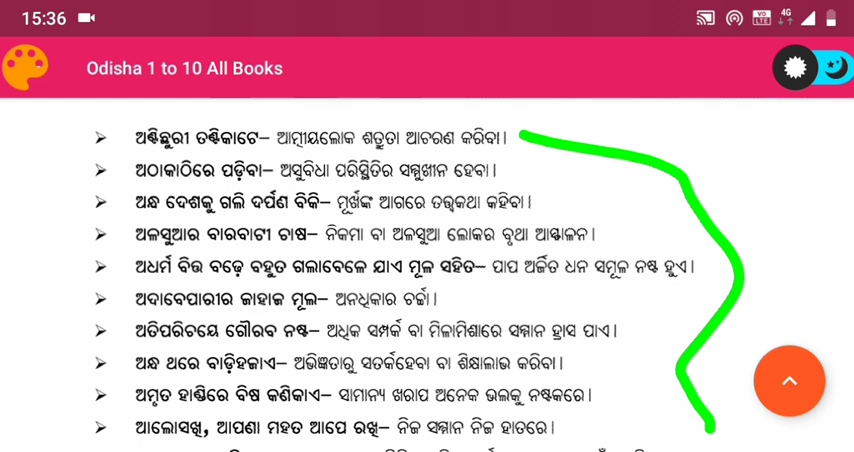 15:36
4G
VO LTE
Odisha 1 to 10 All Books
➢ ଅଣ୍ଟିଛୁରୀ ତଣ୍ଟିକାଟେ– ଆତ୍ମୀୟଲୋକ ଶତ୍ରୁତା ଆଚରଣ କରିବା।
➢ ଅଠାକାଠିରେ ପଡ଼ିବା– ଅସୁବିଧା ପରିସ୍ଥିତିର ସମ୍ମୁଖୀନ ହେବା।
➢ ଅନ୍ଧ ଦେଶକୁ ଗଲି ଦର୍ପଣ ବିକି– ମୂର୍ଖଙ୍କ ଆଗରେ ତତ୍ତ୍ୱକଥା କହିବା।
➢ ଅଳସୁଆର ବାରବାଟୀ ଚାଷ– ନିକମା ବା ଅଳସୁଆ ଲୋକର ବୃଥା ଆସ୍ଫାଳନ।
➢ ଅଧର୍ମ ବିତ୍ତ ବଢ଼େ ବହୁତ ଗଲାବେଳେ ଯାଏ ମୂଳ ସହିତ– ପାପ ଅର୍ଜିତ ଧନ ସମୂଳ ନଷ୍ଟ ହୁଏ।
➢ ଅଦାବେପାରୀର ଜାହାଜ ମୂଲ– ଅନଧିକାର ଚର୍ଚ୍ଚା।
➢ ଅତିପରିଚୟେ ଗୌରବ ନଷ୍ଟ– ଅଧିକ ସମ୍ପର୍କ ବା ମିଳାମିଶାରେ ସମ୍ମାନ ହ୍ରାସ ପାଏ।
➢ ଅନ୍ଧ ଥରେ ବାଡ଼ିହଜାଏ– ଅଭିଜ୍ଞତାରୁ ସତର୍କହେବା ବା ଶିକ୍ଷାଲାଭ କରିବା।
➢ ଅମୃତ ହାଣ୍ଡିରେ ବିଷ କଣିକାଏ– ସାମାନ୍ୟ ଖରାପ ଅନେକ ଭଲକୁ ନଷ୍ଟକରେ।
➢ ଆଲୋସଖି, ଆପଣା ମହତ ଆପେ ରଖି– ନିଜ ସମ୍ମାନ ନିଜ ହାତରେ।